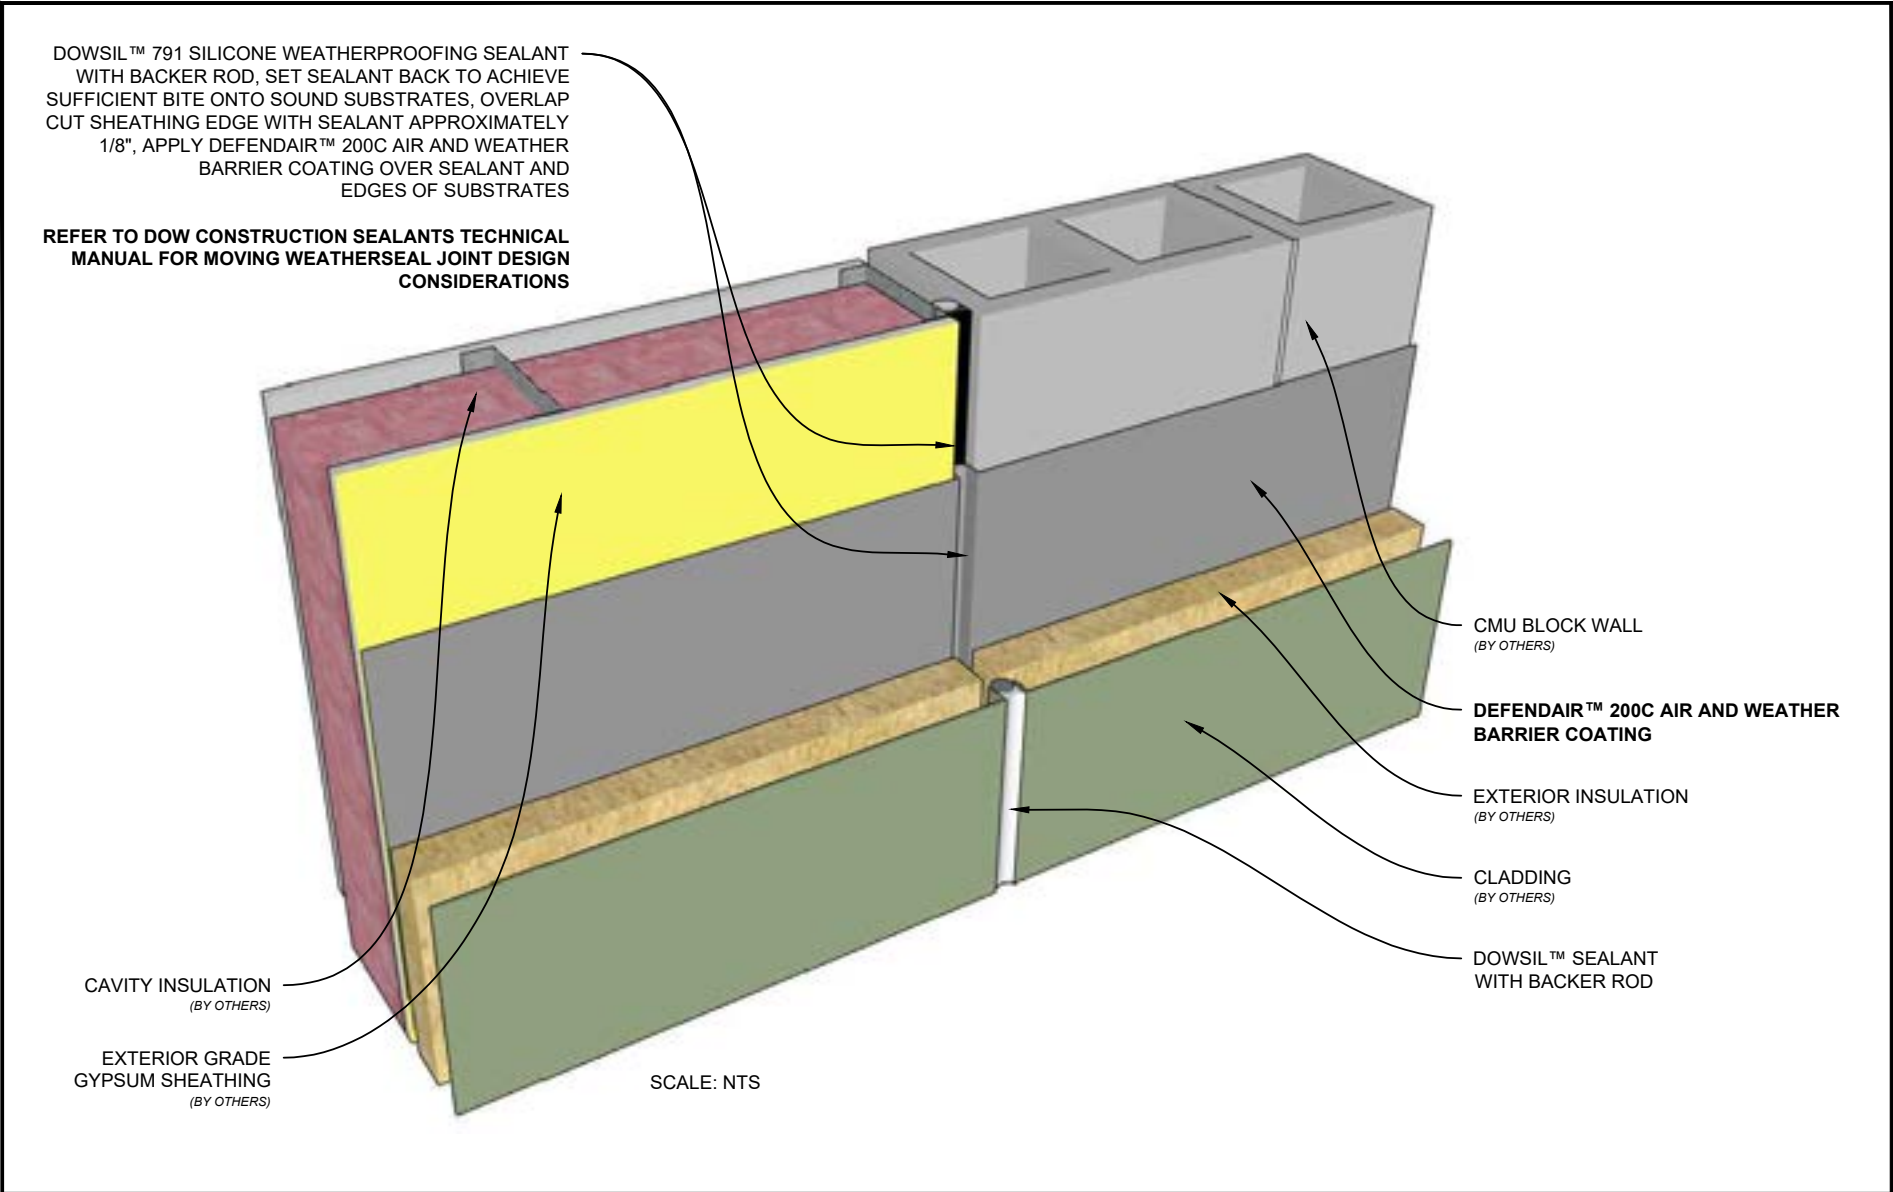 DOWSIL™ 791 SILICONE WEATHERPROOFING SEALANT
WITH BACKER ROD, SET SEALANT BACK TO ACHIEVE
SUFFICIENT BITE ONTO SOUND SUBSTRATES, OVERLAP
CUT SHEATHING EDGE WITH SEALANT APPROXIMATELY
1/8", APPLY DEFENDAIR™ 200C AIR AND WEATHER
BARRIER COATING OVER SEALANT AND
EDGES OF SUBSTRATES
REFER TO DOW CONSTRUCTION SEALANTS TECHNICAL
MANUAL FOR MOVING WEATHERSEAL JOINT DESIGN
CONSIDERATIONS
CMU BLOCK WALL
(BY OTHERS)
DEFENDAIR™ 200C AIR AND WEATHER
BARRIER COATING
EXTERIOR INSULATION
(BY OTHERS)
CLADDING
(BY OTHERS)
DOWSIL™ SEALANT
WITH BACKER ROD
CAVITY INSULATION
(BY OTHERS)
EXTERIOR GRADE
GYPSUM SHEATHING
(BY OTHERS)
SCALE: NTS